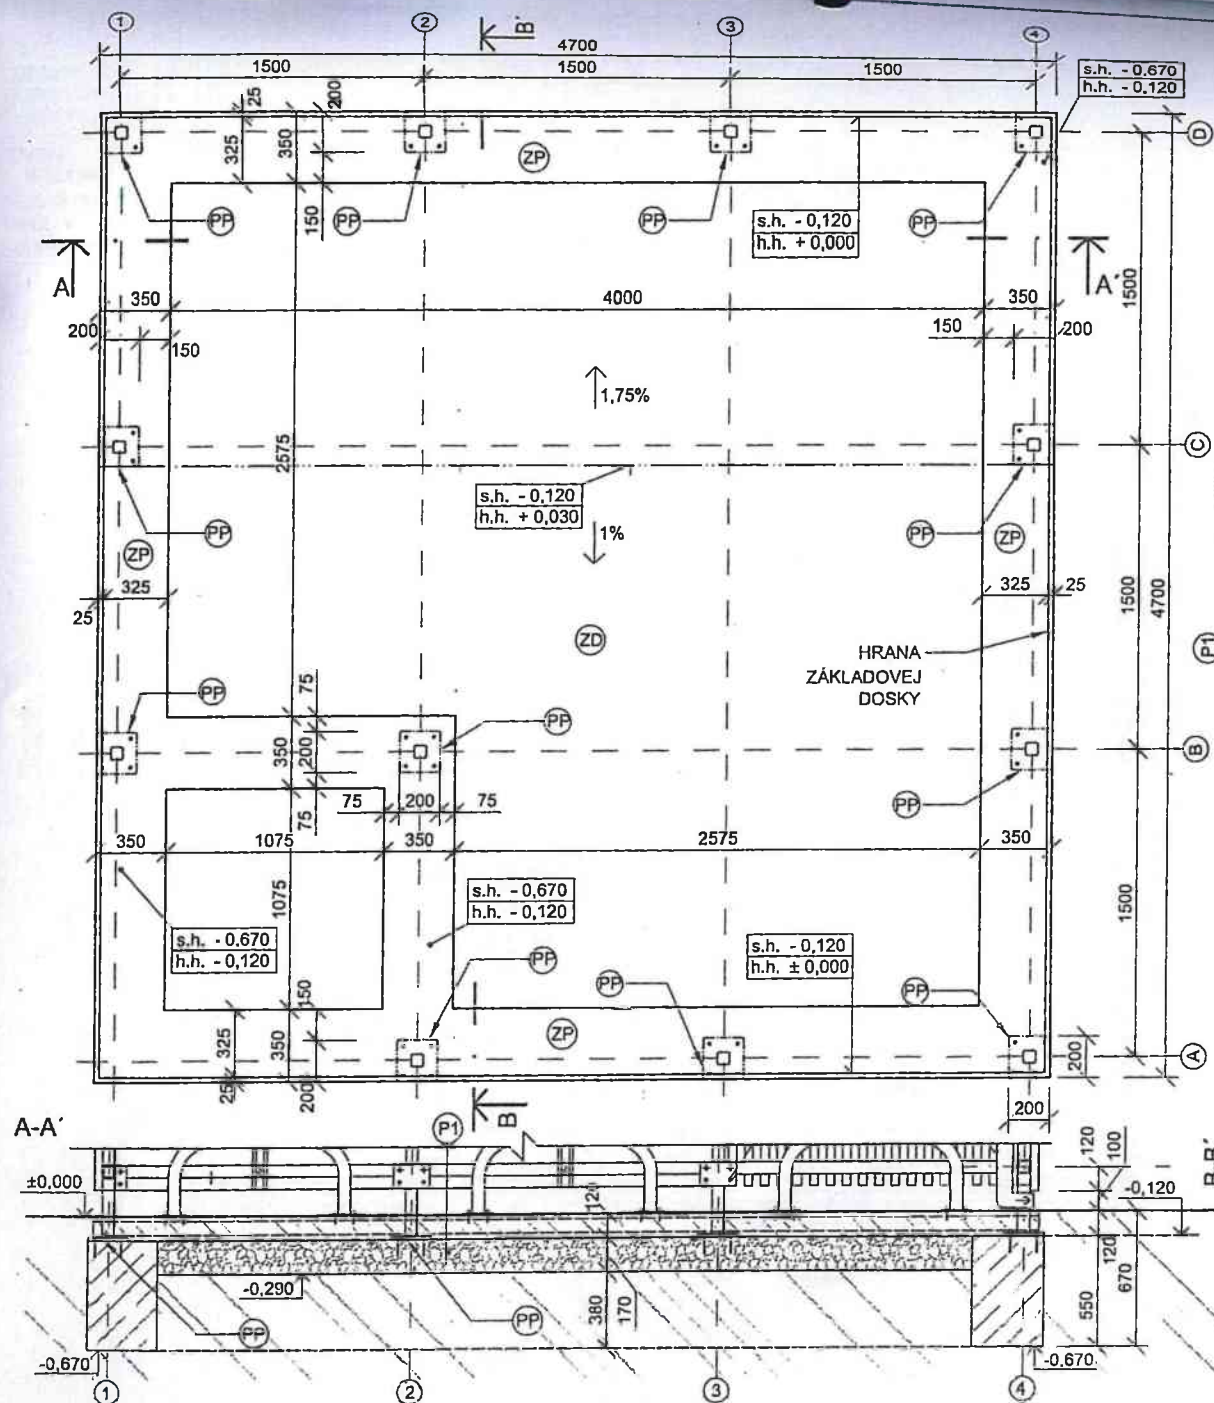 1 2 B' 3 4
4700
1500 1500 1500
s.h. - 0.670
h.h. - 0.120
25 200
325 350 150
ZP
D
PP PP PP PP
s.h. - 0,120
h.h. + 0,000
A A´
350 4000 350
200 150 150 200
1500
1,75%
2575
C
s.h. - 0,120
h.h. + 0,030
1%
PP PP
ZP ZP
325 325
25 25
1500 4700
ZD
HRANA
ZÁKLADOVEJ
DOSKY
P1
PP 75 PP
350 200
B
75 75 200 75 PP
350 1075 350 2575 350
1075
1500
s.h. - 0,670
h.h. - 0,120
s.h. - 0,670
h.h. - 0,120
s.h. - 0,120
h.h. ± 0,000
PP PP PP
150
325 350
ZP
200 A
25 200
A-A´ P1 B 200
120 100
±0,000 120 -0,120
B-B´
-0,290
380 170
PP PP
120
550 670
-0,670 -0.670
1 2 3 4